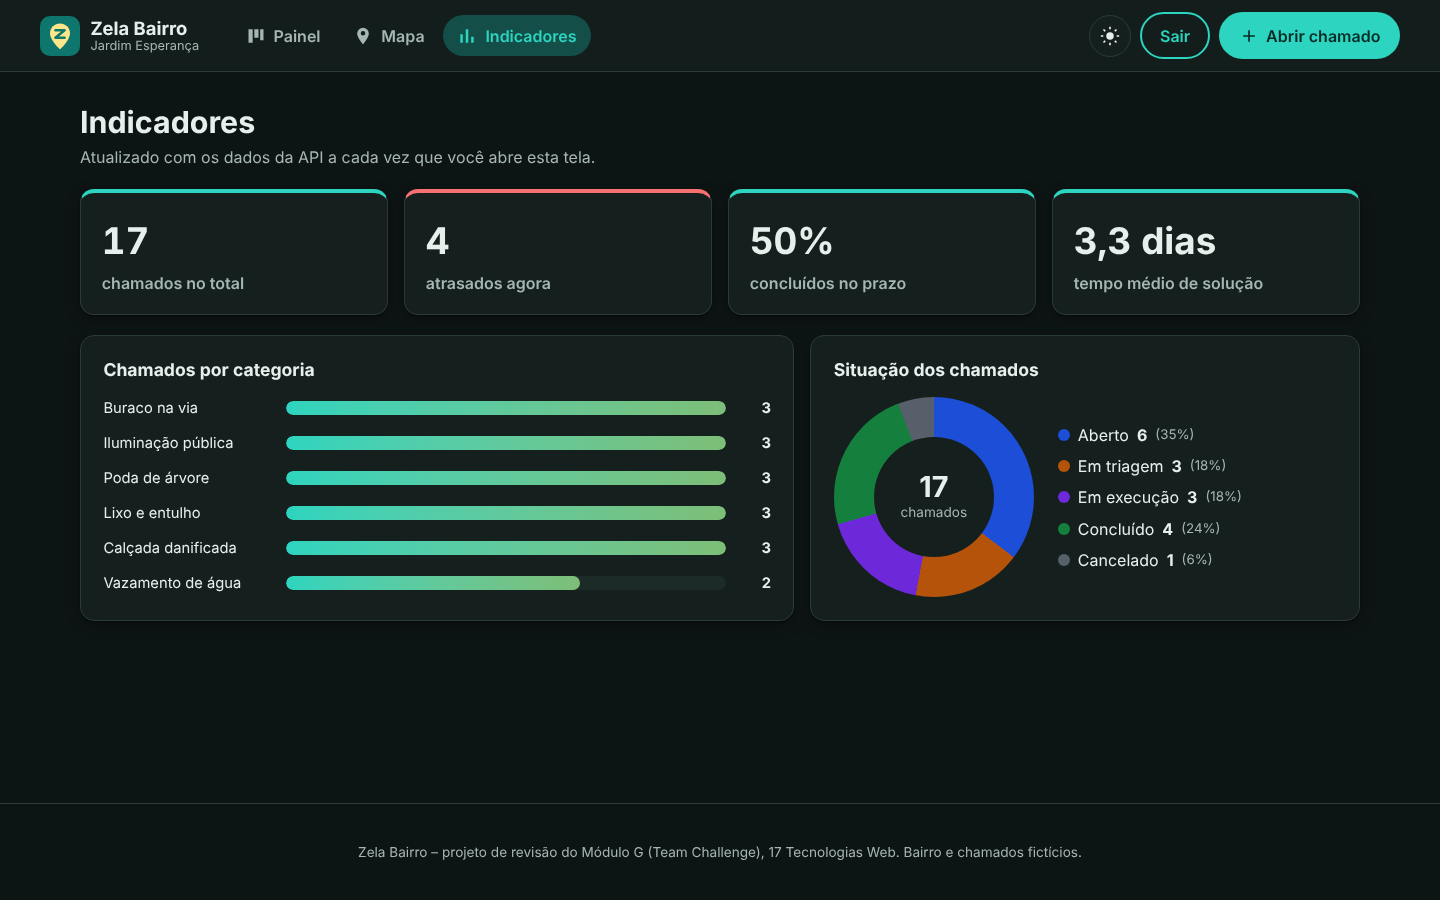 Zela Bairro
Jardim Esperança
Painel
Mapa
Indicadores
Sair
Abrir chamado
Indicadores
Atualizado com os dados da API a cada vez que você abre esta tela.
17
chamados no total
4
atrasados agora
50%
concluídos no prazo
3,3 dias
tempo médio de solução
Chamados por categoria
Buraco na via 3
Iluminação pública 3
Poda de árvore 3
Lixo e entulho 3
Calçada danificada 3
Vazamento de água 2
Situação dos chamados
17
chamados
Aberto 6 (35%)
Em triagem 3 (18%)
Em execução 3 (18%)
Concluído 4 (24%)
Cancelado 1 (6%)
Zela Bairro – projeto de revisão do Módulo G (Team Challenge), 17 Tecnologias Web. Bairro e chamados fictícios.